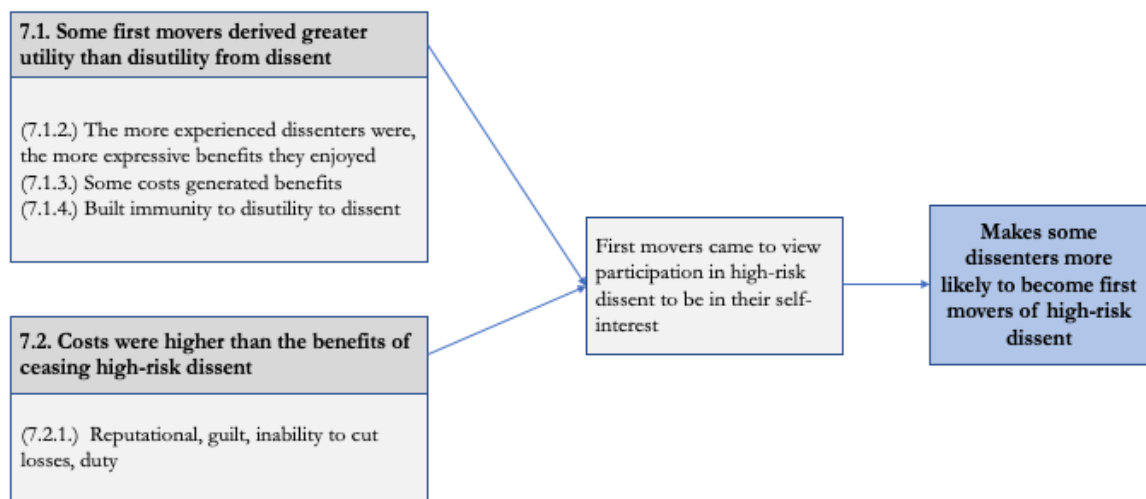 7.1. Some first movers derived greater
utility than disutility from dissent
(7.1.2.) The more experienced dissenters were,
the more expressive benefits they enjoyed
(7.1.3.) Some costs generated benefits
(7.1.4.) Built immunity to disutility to dissent
7.2. Costs were higher than the benefits of
ceasing high-risk dissent
(7.2.1.) Reputational, guilt, inability to cut
losses, duty
First movers came to view
participation in high-risk
dissent to be in their self-
interest
Makes some
dissenters more
likely to become first
movers of high-risk
dissent